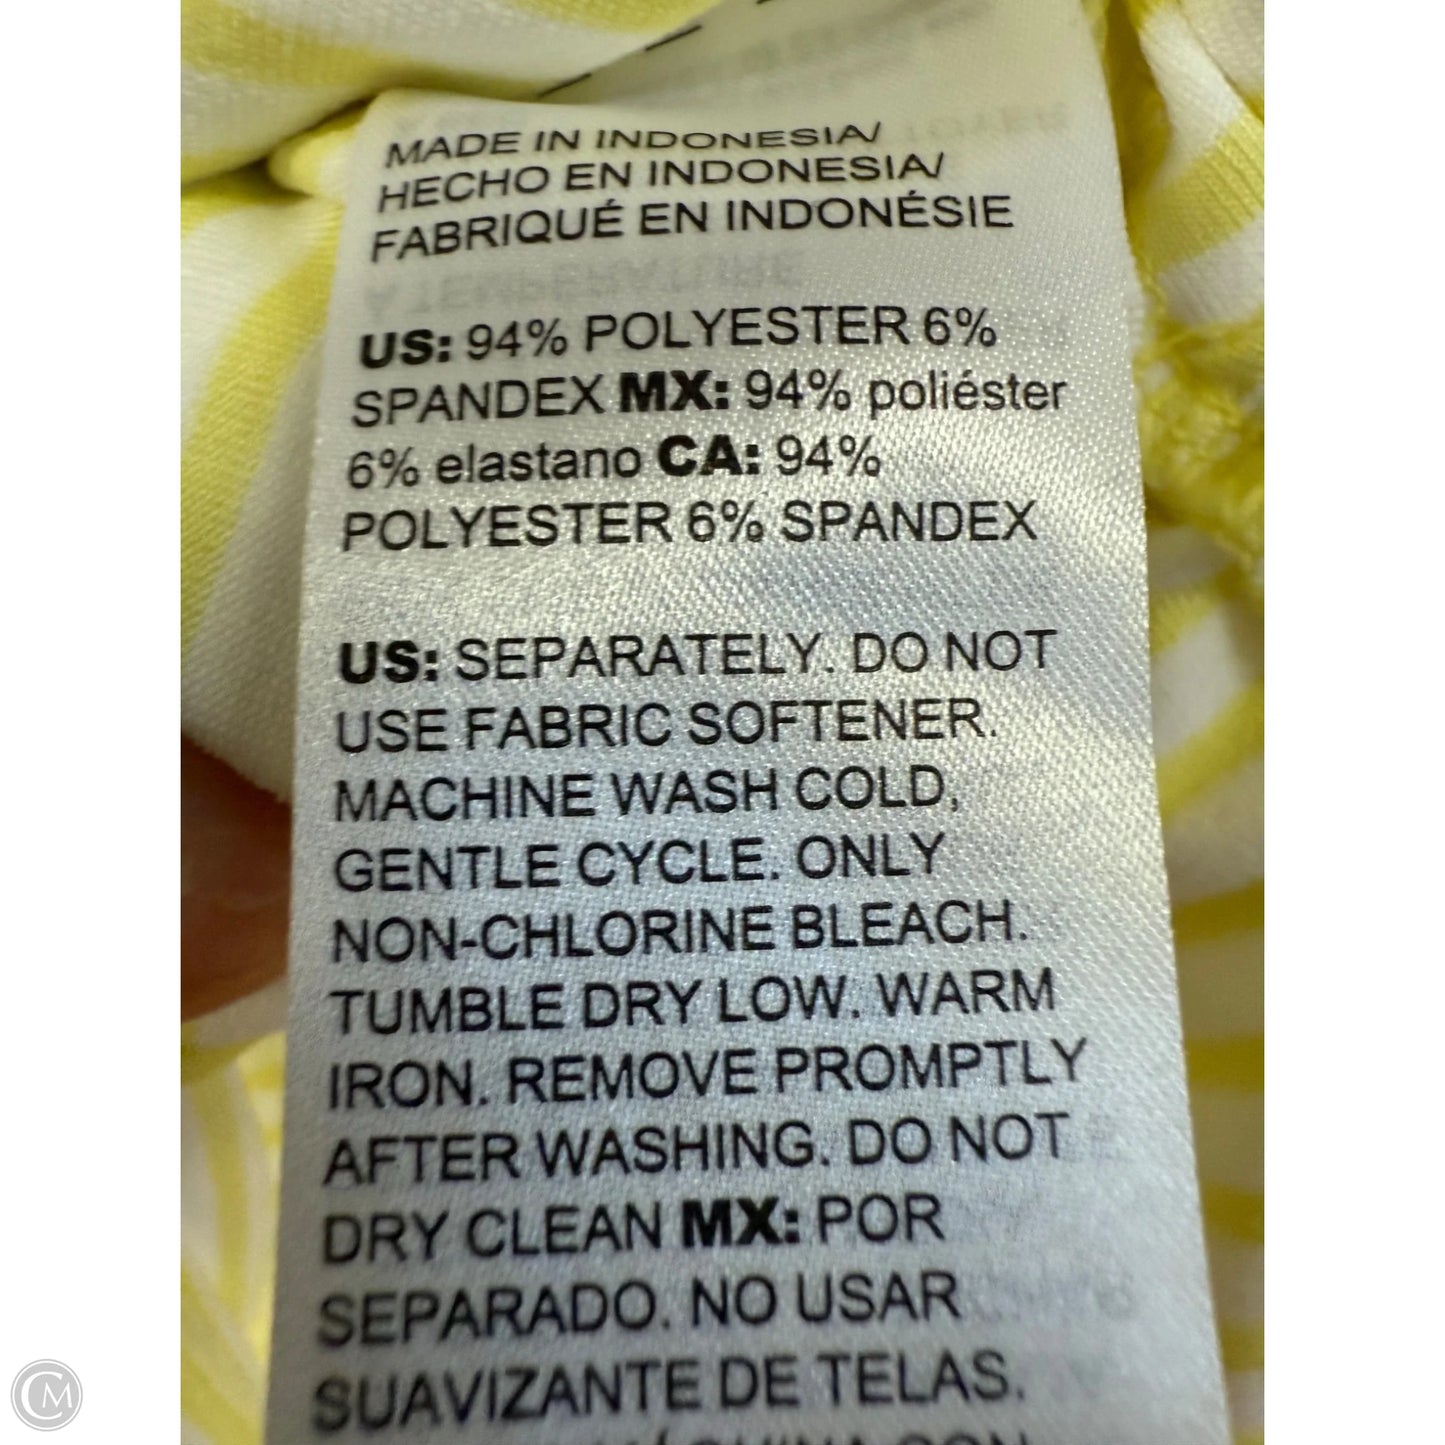 MADE IN INDONESIA/
HECHO EN INDONESIA/
FABRIQUÉ EN INDONÉSIE
US: 94% POLYESTER 6%
SPANDEX MX: 94% poliéster
6% elastano CA: 94%
POLYESTER 6% SPANDEX
US: SEPARATELY. DO NOT
USE FABRIC SOFTENER.
MACHINE WASH COLD,
GENTLE CYCLE. ONLY
NON-CHLORINE BLEACH.
TUMBLE DRY LOW. WARM
IRON. REMOVE PROMPTLY
AFTER WASHING. DO NOT
DRY CLEAN MX: POR
SEPARADO. NO USAR
SUAVIZANTE DE TELAS.
CM